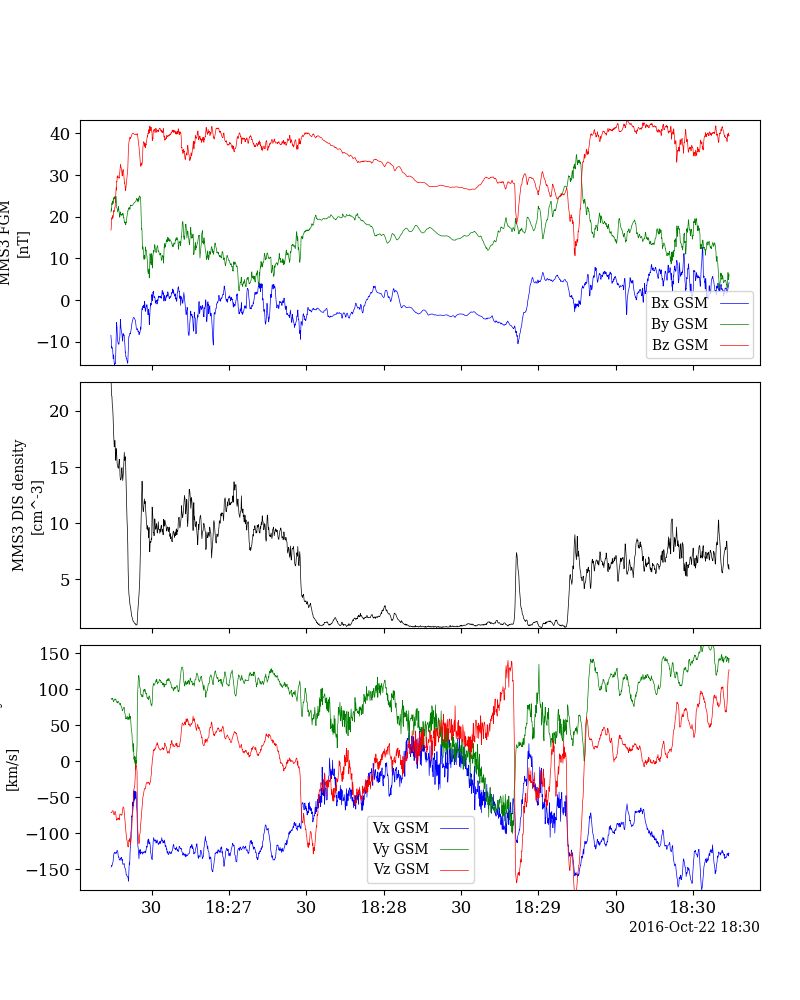 40
30
20
10
0
−10
MMS3 FGM
[nT]
Bx GSM
By GSM
Bz GSM
20
15
10
5
MMS3 DIS density
[cm^-3]
150
100
50
0
−50
−100
−150
[km/s]
Vx GSM
Vy GSM
Vz GSM
30
18:27
30
18:28
30
18:29
30
18:30
2016-Oct-22 18:30